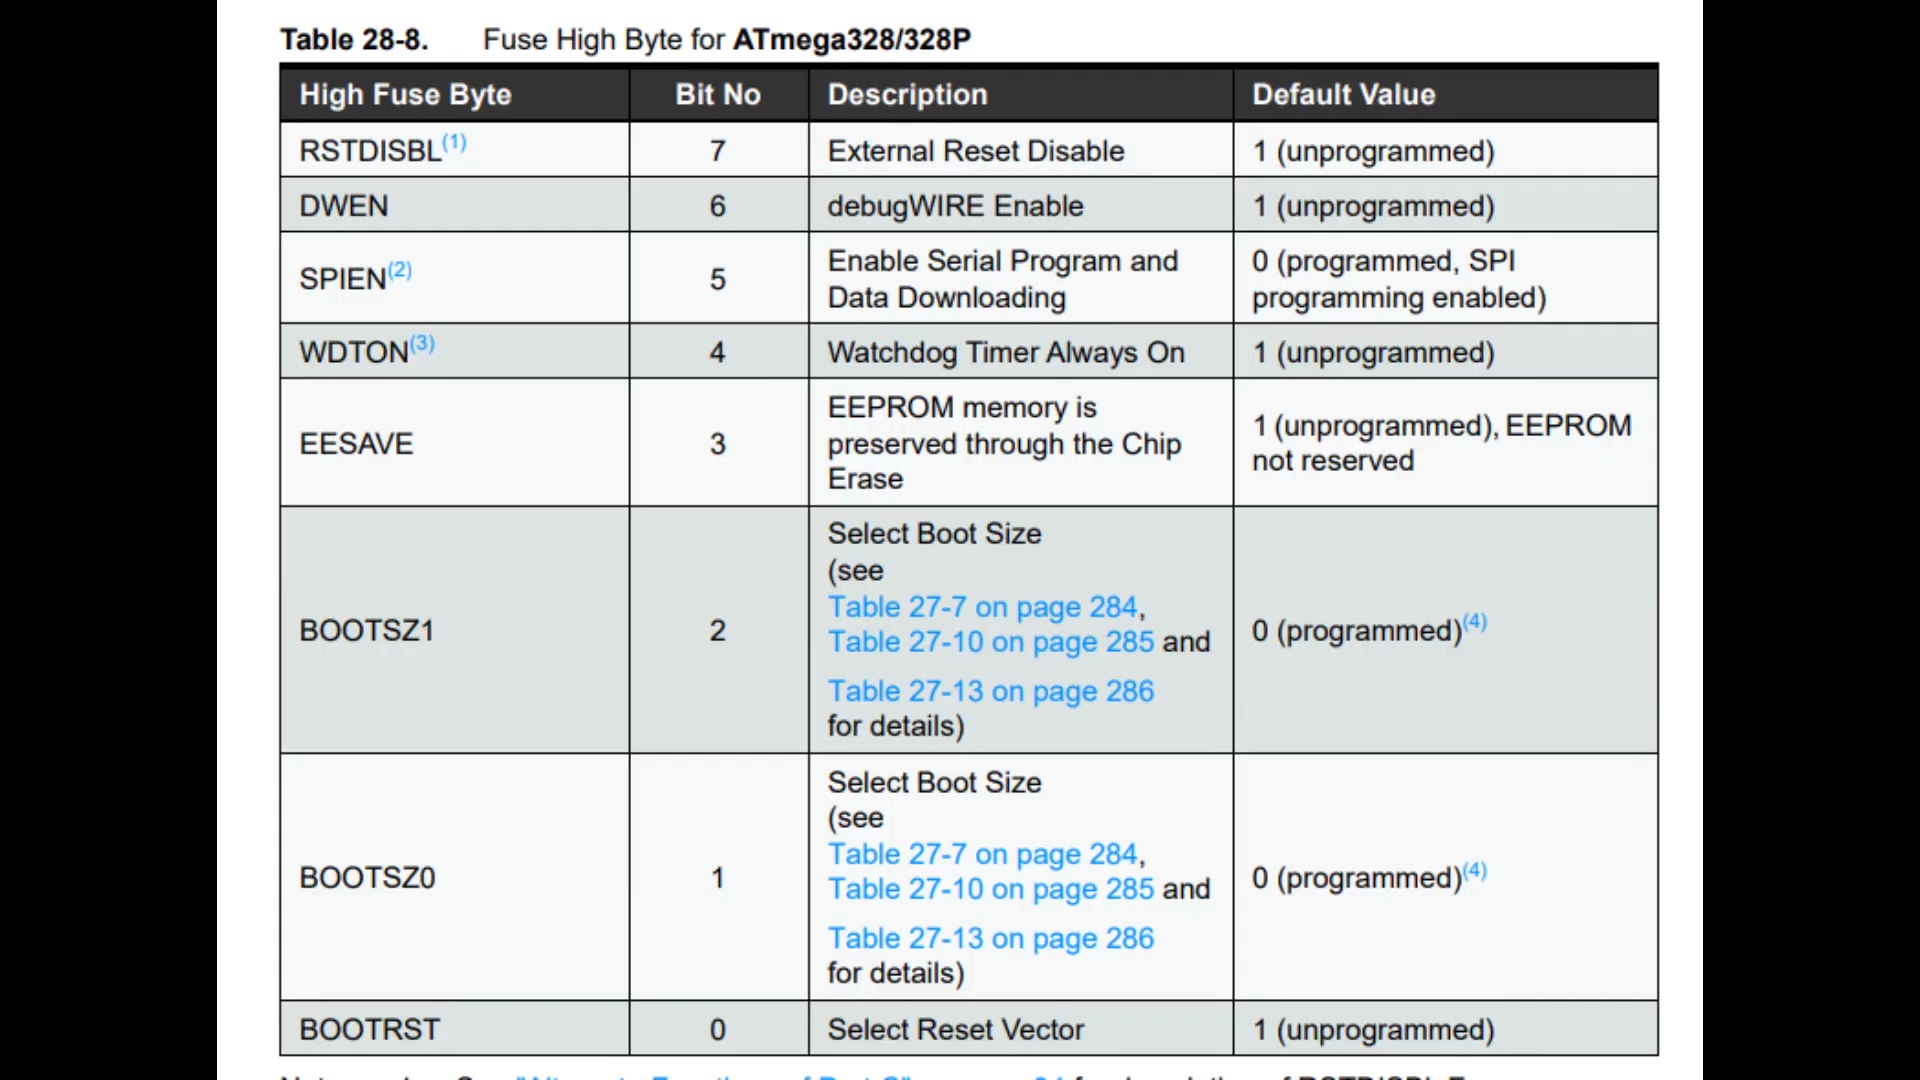 Table 28-8. Fuse High Byte for ATmega328/328P
High Fuse Byte Bit No Description Default Value
RSTDISBL(1) 7 External Reset Disable 1 (unprogrammed)
DWEN 6 debugWIRE Enable 1 (unprogrammed)
SPIEN(2) 5 Enable Serial Program and
Data Downloading 0 (programmed, SPI
programming enabled)
WDTON(3) 4 Watchdog Timer Always On 1 (unprogrammed)
EESAVE 3 EEPROM memory is
preserved through the Chip
Erase 1 (unprogrammed), EEPROM
not reserved
BOOTSZ1 2 Select Boot Size
(see
Table 27-7 on page 284,
Table 27-10 on page 285 and
Table 27-13 on page 286
for details) 0 (programmed)(4)
BOOTSZ0 1 Select Boot Size
(see
Table 27-7 on page 284,
Table 27-10 on page 285 and
Table 27-13 on page 286
for details) 0 (programmed)(4)
BOOTRST 0 Select Reset Vector 1 (unprogrammed)